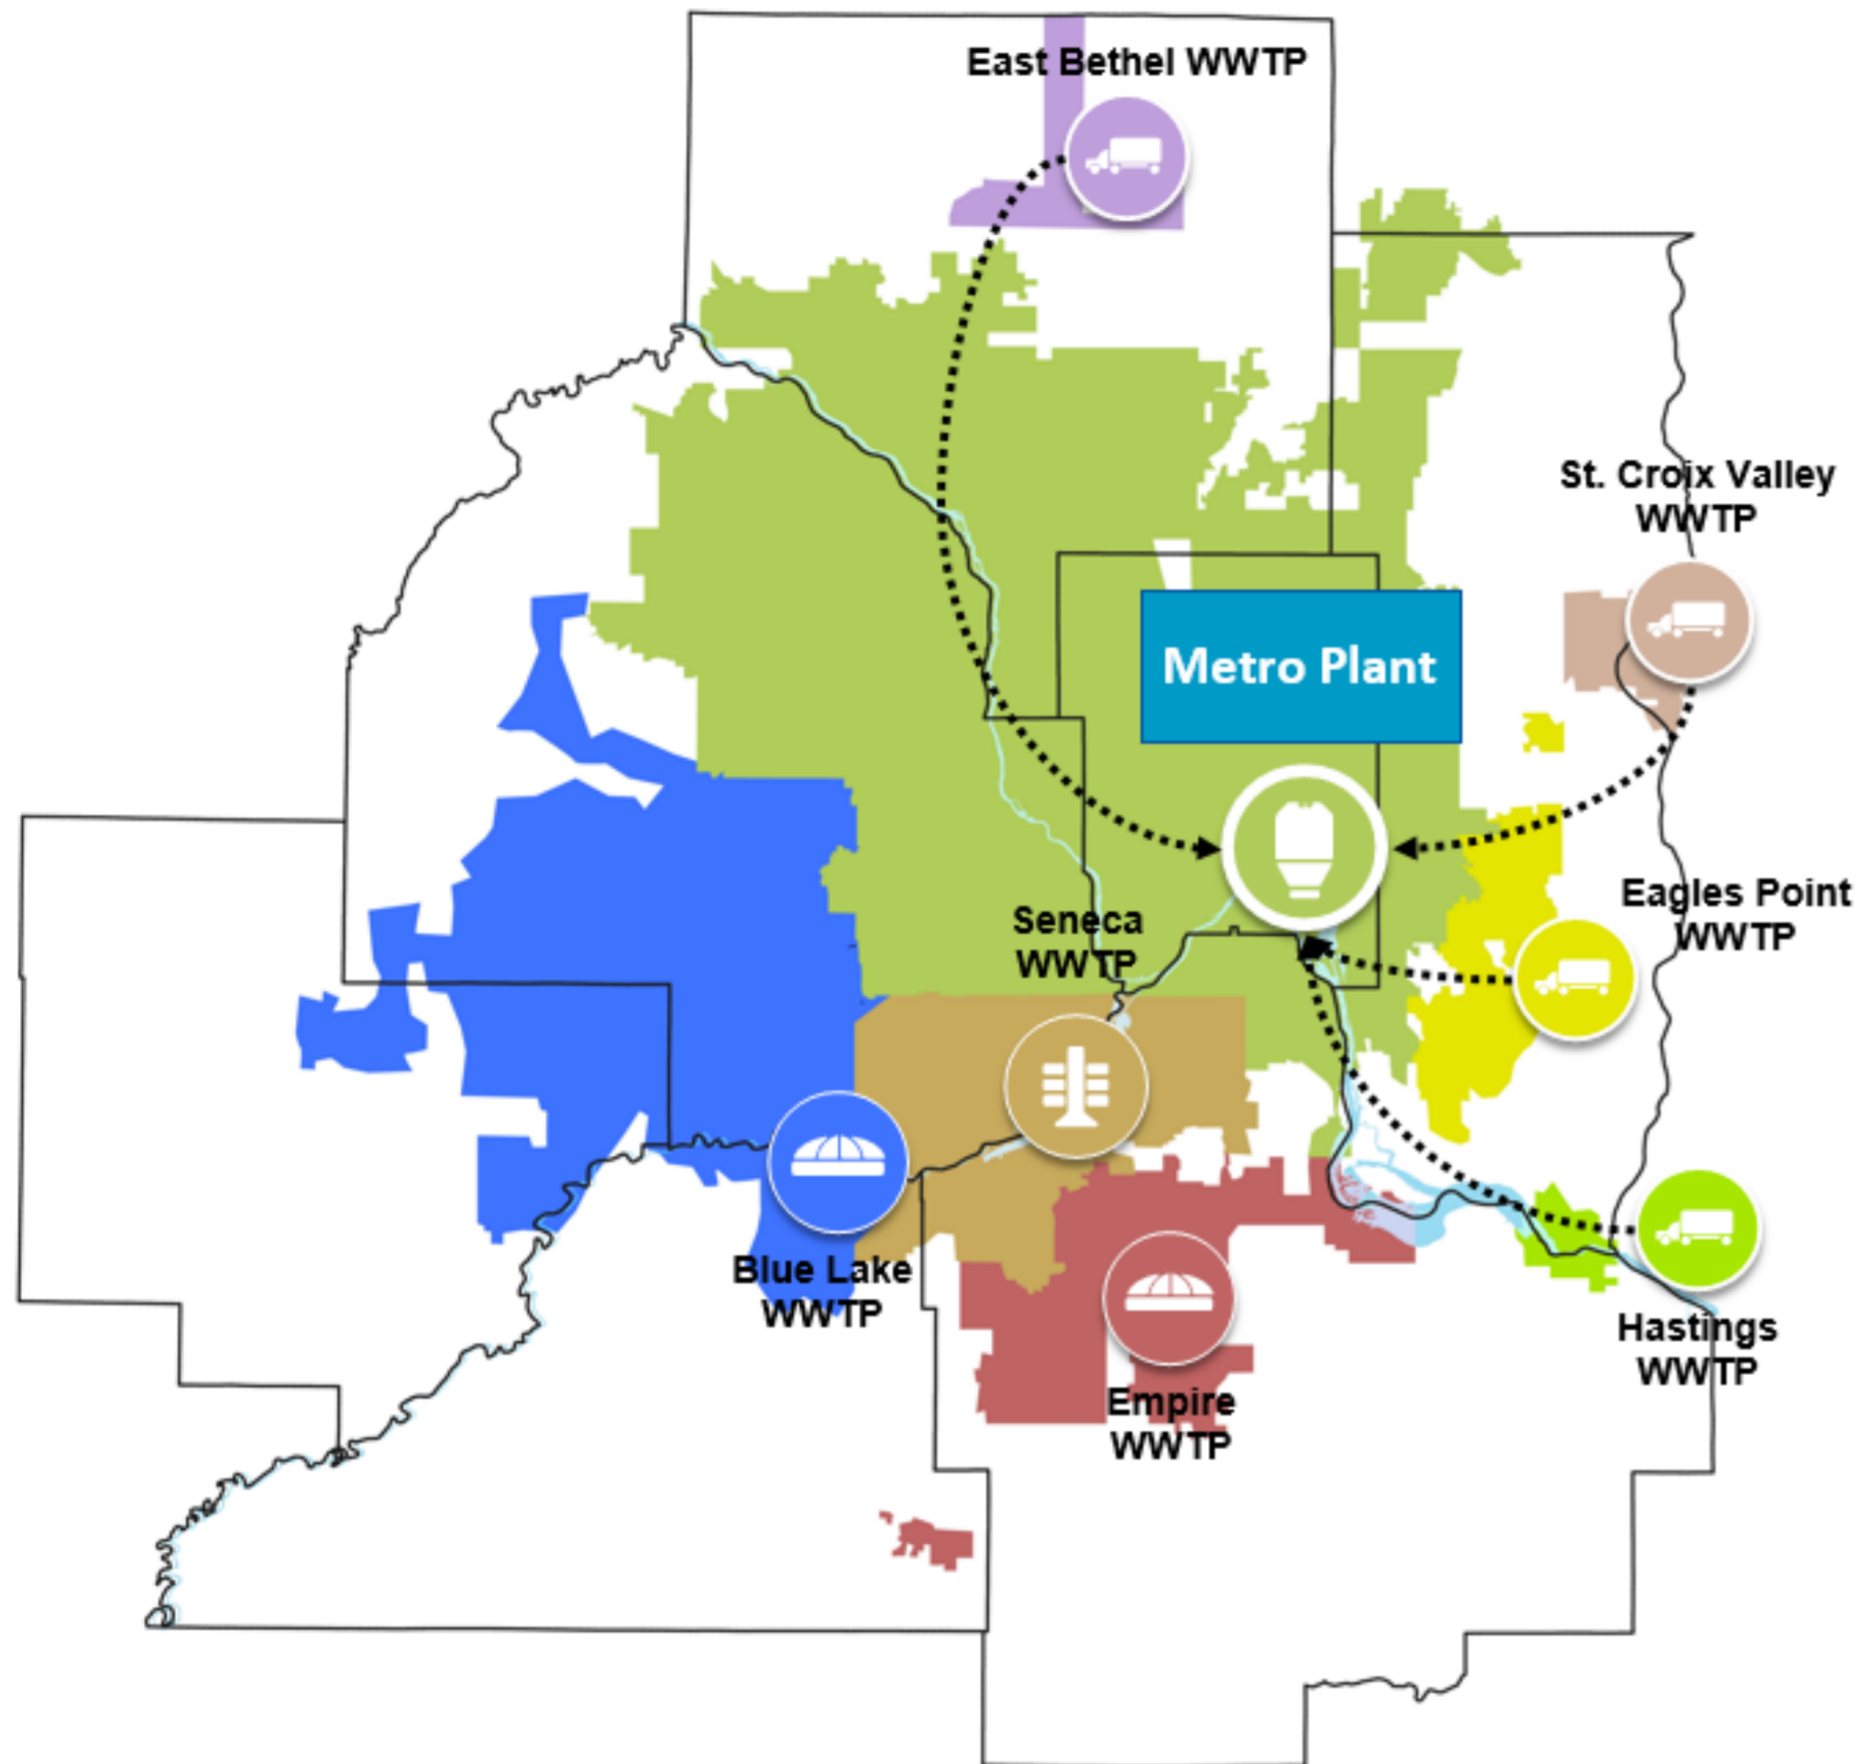 East Bethel WWTP
St. Croix Valley
WWTP
Metro Plant
Eagles Point
WWTP
Seneca
WWTP
Blue Lake
WWTP
Hastings
WWTP
Empire
WWTP